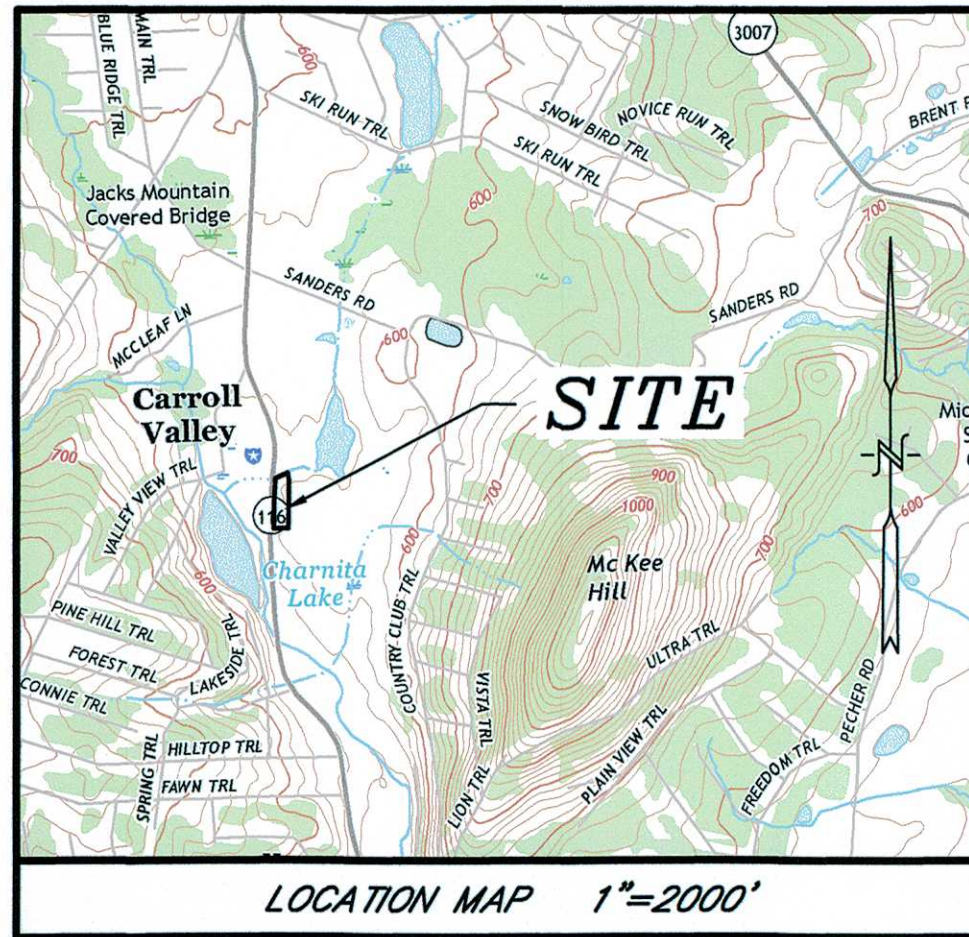 3007
MAIN TRL
BLUE RIDGE TRL
600
SKI RUN TRL
SNOW BIRD TRL
NOVICE RUN TRL
BRENT
SKI RUN TRL
Jacks Mountain
Covered Bridge
600
700
SANDERS RD
SANDERS RD
MCCLEAF LN
600
Carroll
Valley
SITE
N
700
VALLEY VIEW TRL
116
700
900
1000
600
Charnita
Lake
Mc Kee
Hill
600
700
600
PINE HILL TRL
FOREST TRL
LAKESIDE TRL
CONNIE TRL
COUNTRY CLUB TRL
VISTA TRL
ULTRA TRL
PECHER RD
HILLTOP TRL
SPRING TRL
FAWN TRL
LION TRL
PLAIN VIEW TRL
FREEDOM TRL
LOCATION MAP 1"=2000'